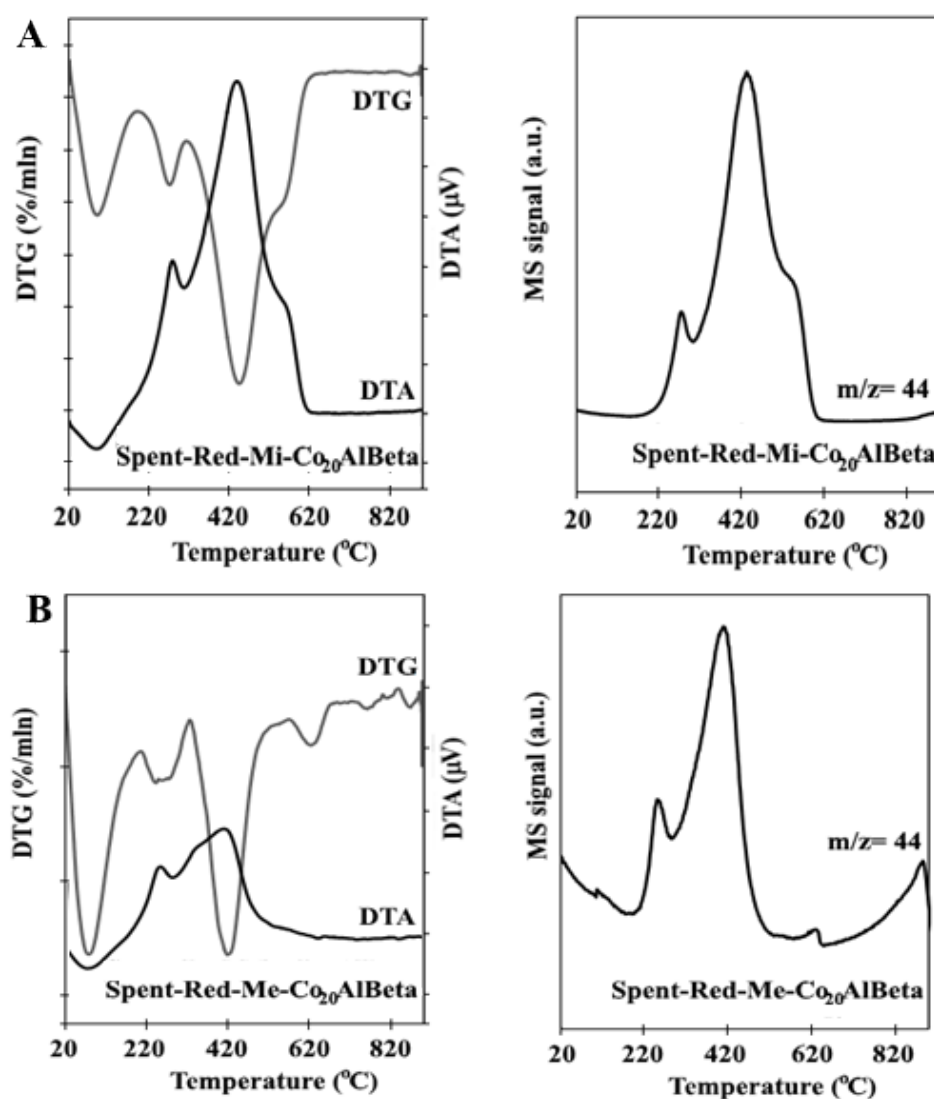 A
DTG (%/mln)
DTG
DTA
DTA (µV)
Spent-Red-Mi-Co₂₀AlBeta
20 220 420 620 820
Temperature (°C)
MS signal (a.u.)
m/z= 44
Spent-Red-Mi-Co₂₀AlBeta
20 220 420 620 820
Temperature (°C)
B
DTG (%/mln)
DTG
DTA
DTA (µV)
Spent-Red-Me-Co₂₀AlBeta
20 220 420 620 820
Temperature (°C)
MS signal (a.u.)
m/z= 44
Spent-Red-Me-Co₂₀AlBeta
20 220 420 620 820
Temperature (°C)